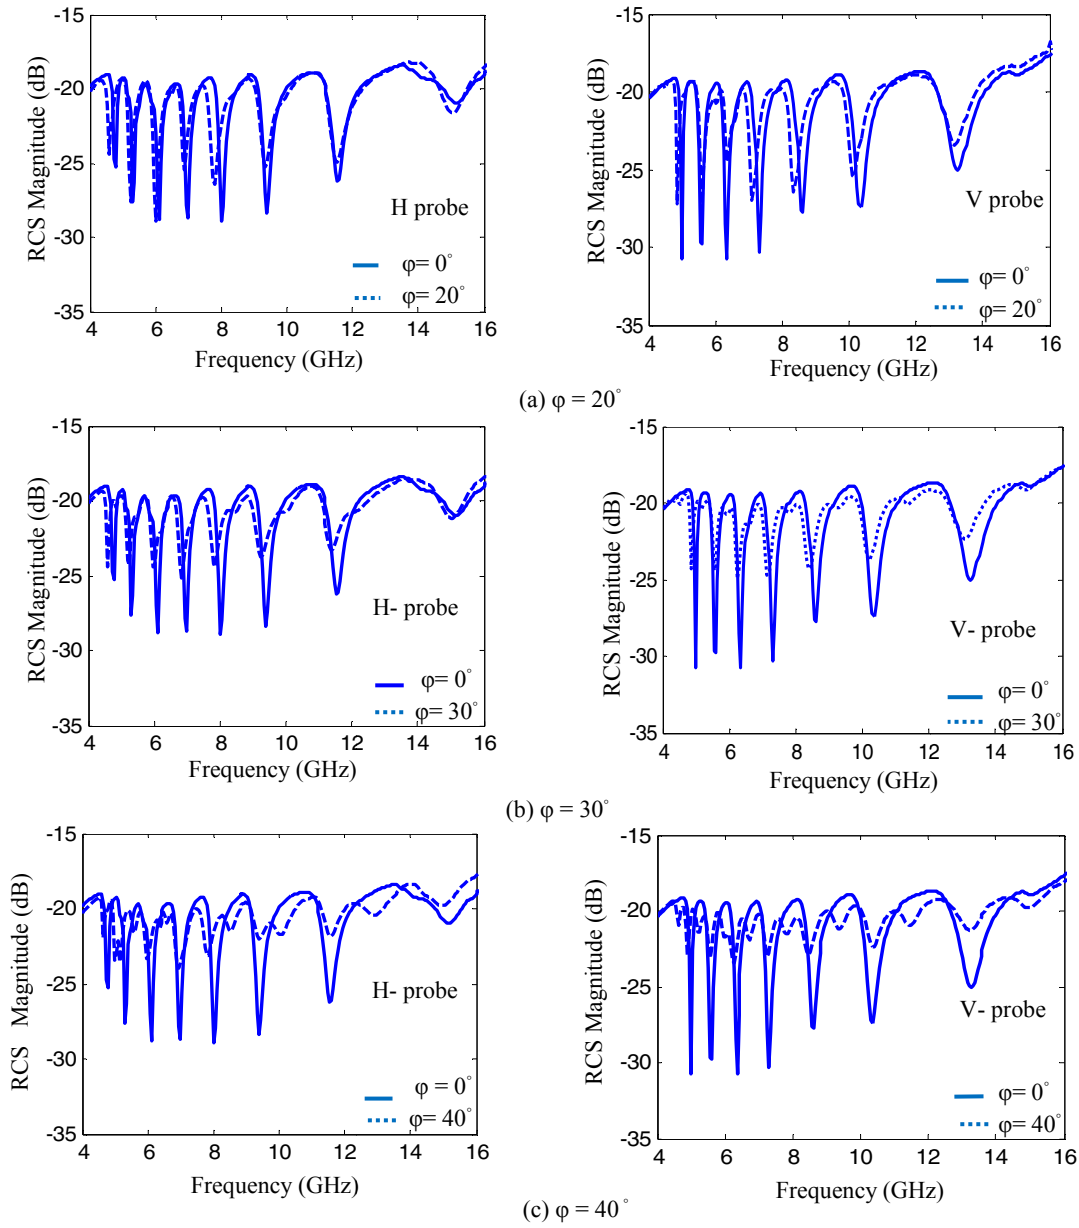 -15
-20
-25
-30
-35
RCS Magnitude (dB)
H probe
φ= 0°
φ= 20°
4 6 8 10 12 14 16
Frequency (GHz)
-15
-20
-25
-30
-35
RCS Magnitude (dB)
V probe
φ= 0°
φ= 20°
4 6 8 10 12 14 16
Frequency (GHz)
(a) φ = 20°
-15
-20
-25
-30
-35
RCS Magnitude (dB)
H- probe
φ= 0°
φ= 30°
4 6 8 10 12 14 16
Frequency (GHz)
-15
-20
-25
-30
-35
RCS Magnitude (dB)
V- probe
φ= 0°
φ= 30°
4 6 8 10 12 14 16
Frequency (GHz)
(b) φ = 30°
-15
-20
-25
-30
-35
RCS Magnitude (dB)
H- probe
φ = 0°
φ= 40°
4 6 8 10 12 14 16
Frequency (GHz)
-15
-20
-25
-30
-35
RCS Magnitude (dB)
V- probe
φ= 0°
φ= 40°
4 6 8 10 12 14 16
Frequency (GHz)
(c) φ = 40°